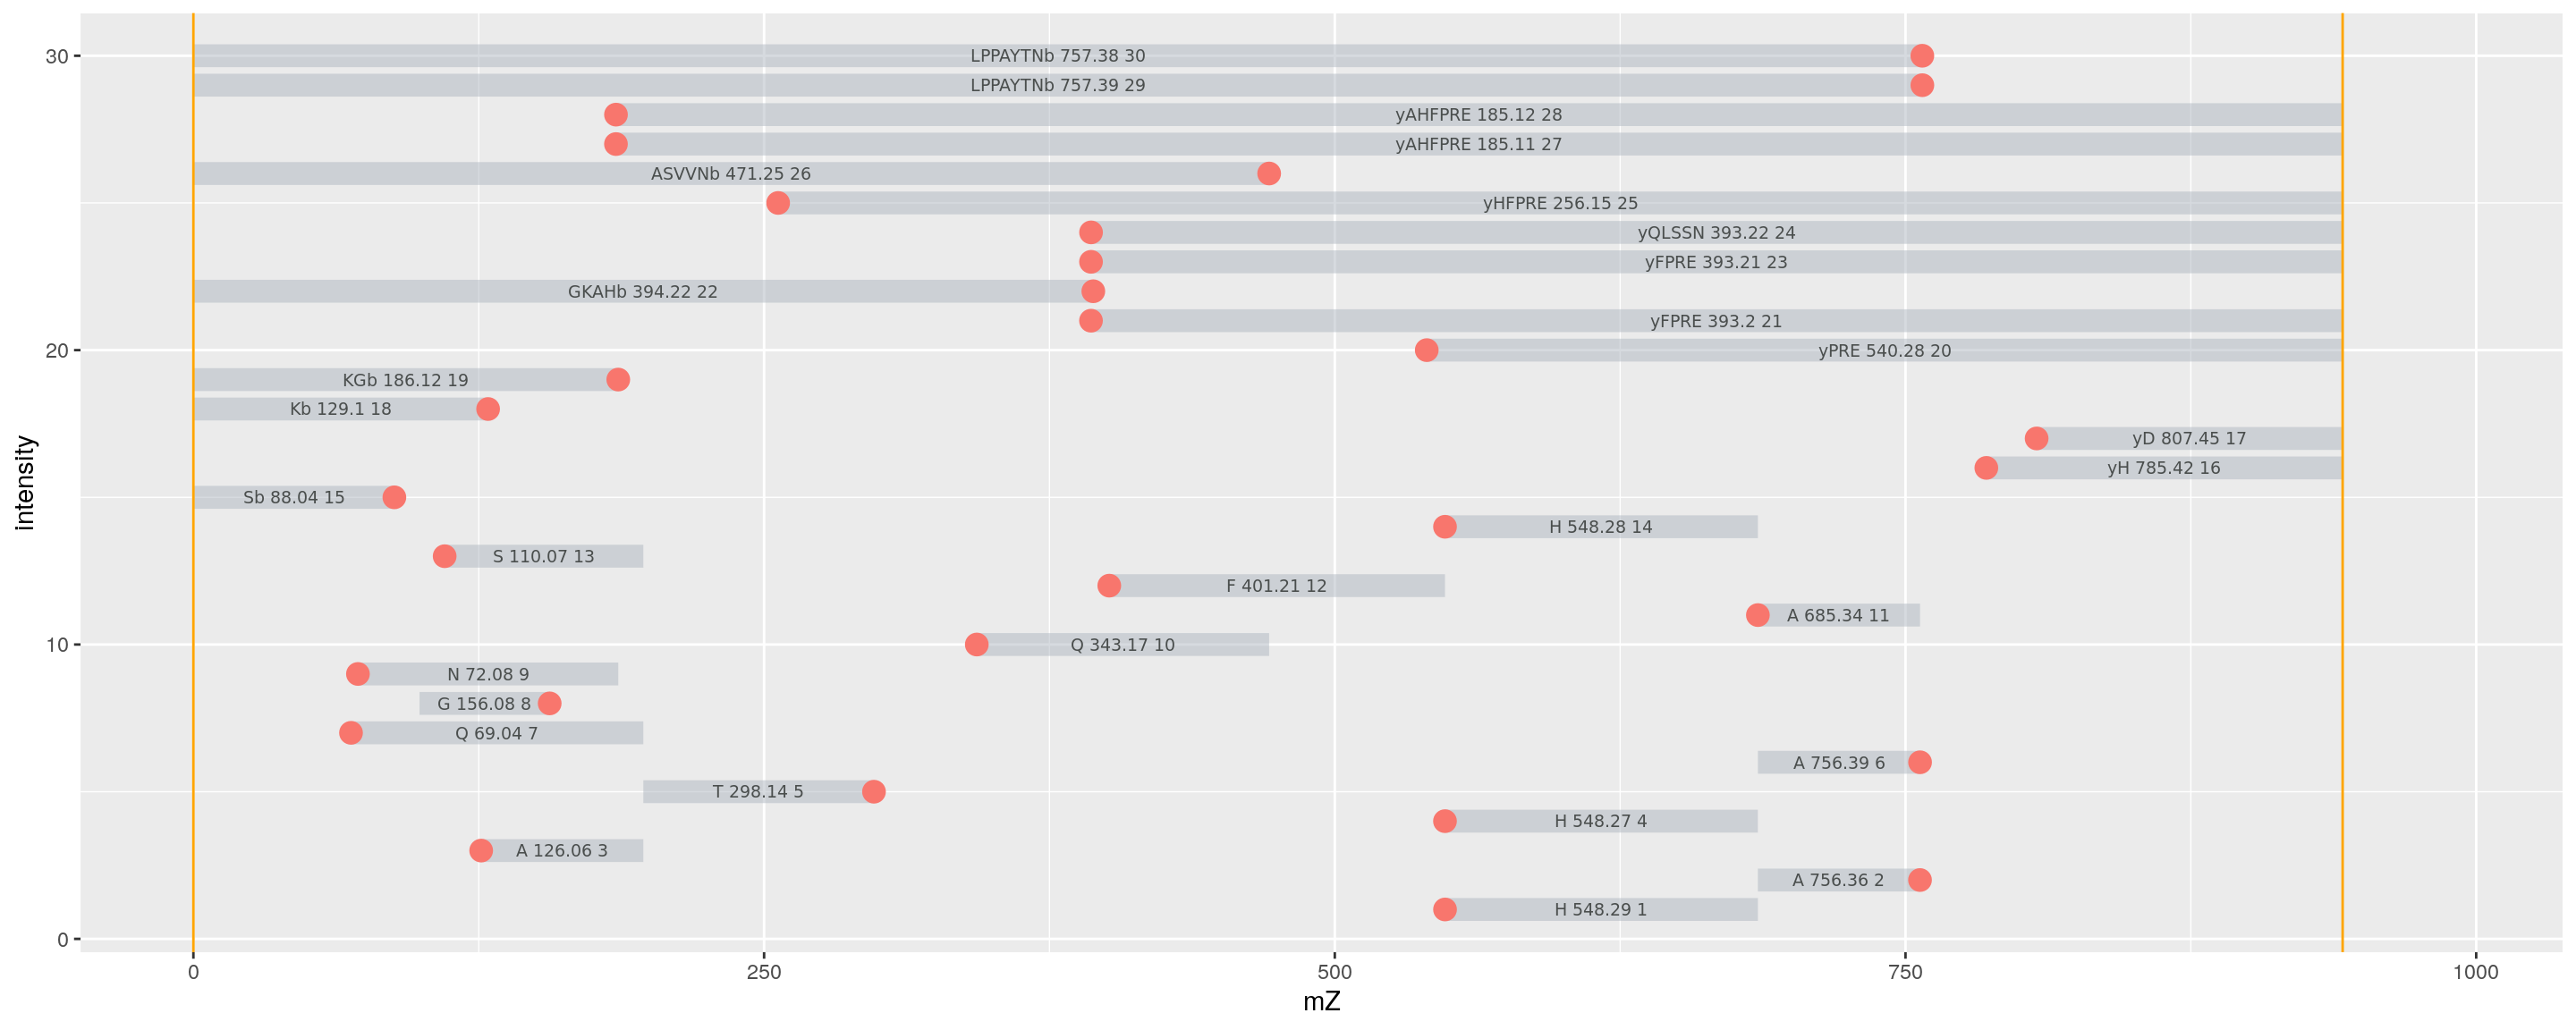 30
20
10
0
intensity
LPPAYTNb 757.38 30
LPPAYTNb 757.39 29
yAHFPRE 185.12 28
yAHFPRE 185.11 27
ASVVNb 471.25 26
yHFPRE 256.15 25
yQLSSN 393.22 24
yFPRE 393.21 23
GKAHb 394.22 22
yFPRE 393.2 21
yPRE 540.28 20
KGb 186.12 19
Kb 129.1 18
yD 807.45 17
yH 785.42 16
Sb 88.04 15
H 548.28 14
S 110.07 13
F 401.21 12
A 685.34 11
Q 343.17 10
N 72.08 9
G 156.08 8
Q 69.04 7
A 756.39 6
T 298.14 5
H 548.27 4
A 126.06 3
A 756.36 2
H 548.29 1
0 250 500 750 1000
mZ